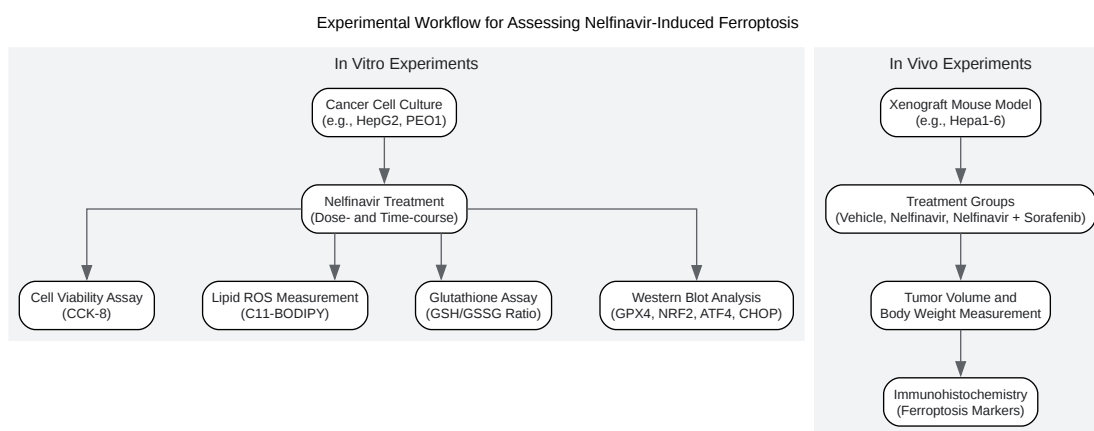 Experimental Workflow for Assessing Nelfinavir-Induced Ferroptosis
In Vitro Experiments
Cancer Cell Culture
(e.g., HepG2, PEO1)
Nelfinavir Treatment
(Dose- and Time-course)
Cell Viability Assay
(CCK-8)
Lipid ROS Measurement
(C11-BODIPY)
Glutathione Assay
(GSH/GSSG Ratio)
Western Blot Analysis
(GPX4, NRF2, ATF4, CHOP)
In Vivo Experiments
Xenograft Mouse Model
(e.g., Hepa1-6)
Treatment Groups
(Vehicle, Nelfinavir, Nelfinavir + Sorafenib)
Tumor Volume and
Body Weight Measurement
Immunohistochemistry
(Ferroptosis Markers)